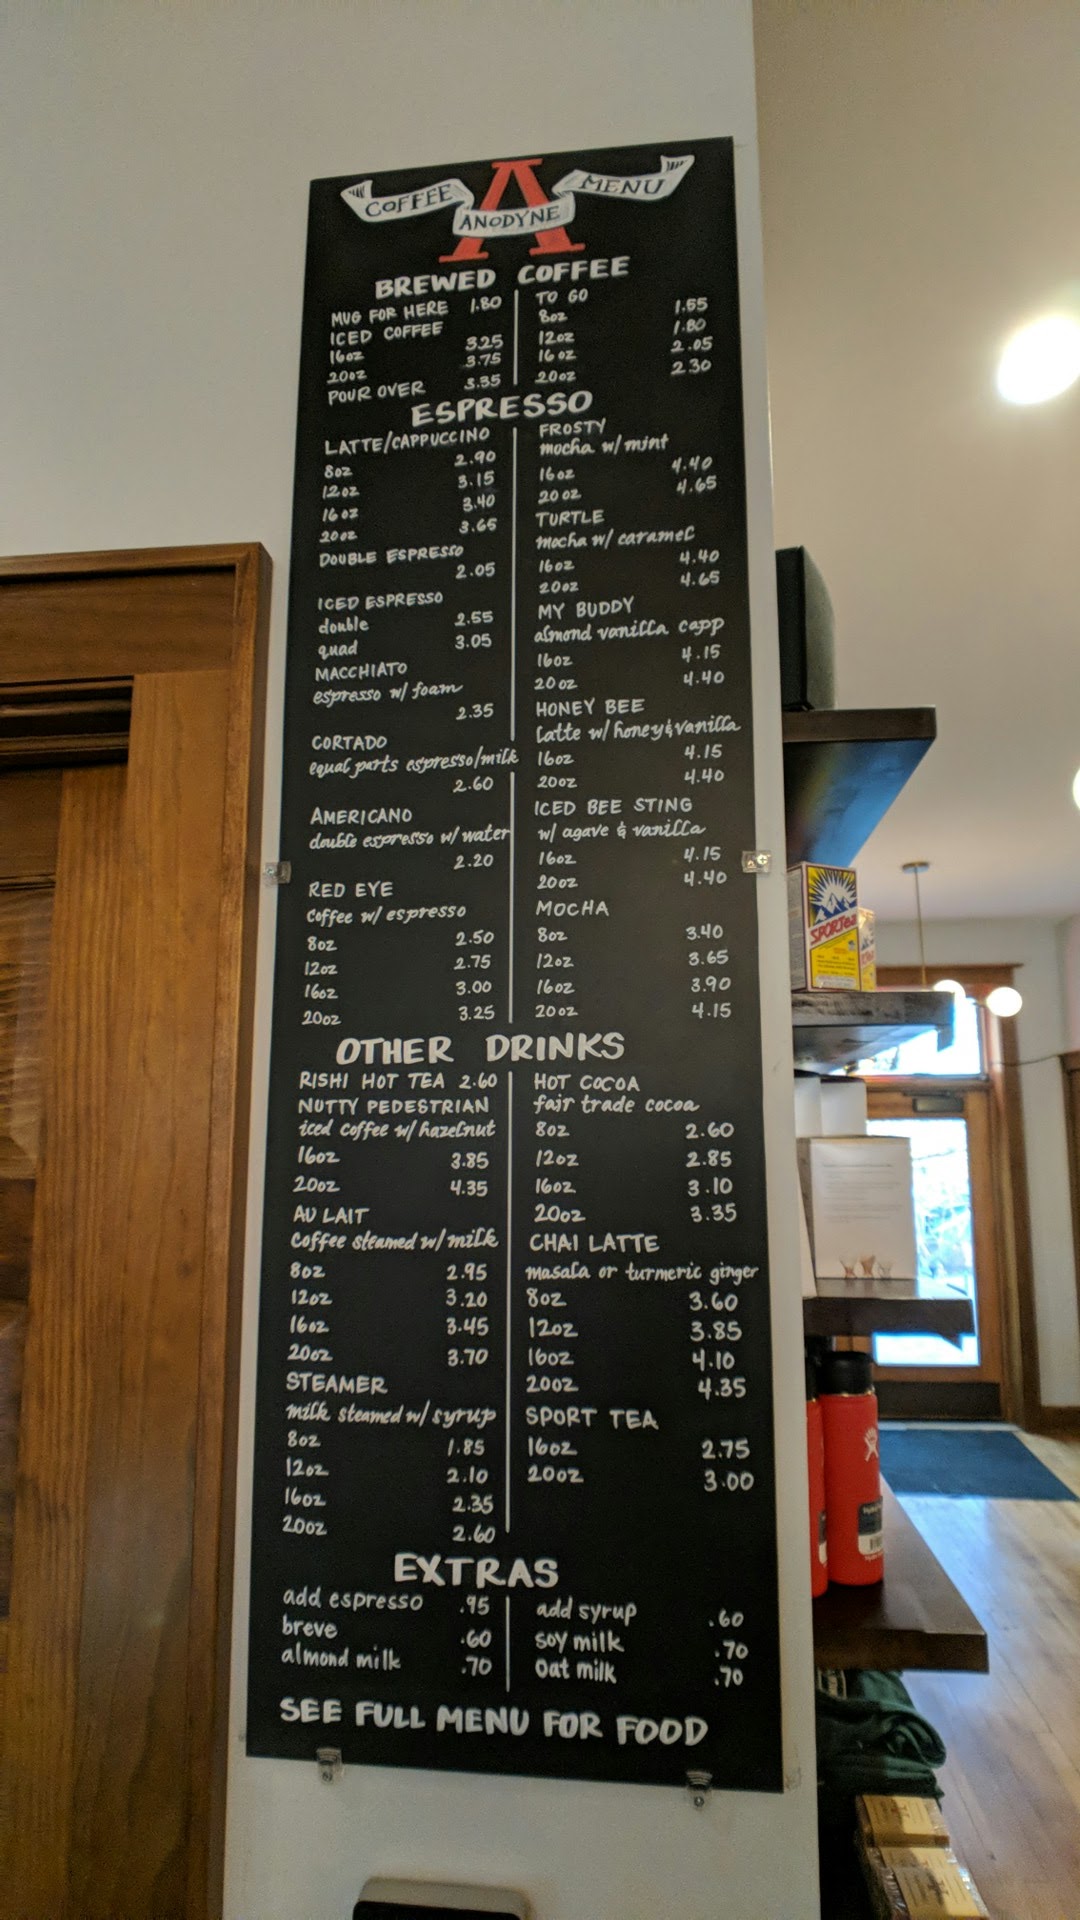 COFFEE ANODYNE MENU
A
BREWED COFFEE
MUG FOR HERE 1.80
ICED COFFEE
16oz 3.25
20oz 3.75
POUR OVER 3.35
TO GO
8oz 1.55
12oz 1.80
16oz 2.05
20oz 2.30
ESPRESSO
LATTE/CAPPUCCINO
8oz 2.90
12oz 3.15
16oz 3.40
20oz 3.65
DOUBLE ESPRESSO
2.05
ICED ESPRESSO
double 2.55
quad 3.05
MACCHIATO
espresso w/ foam
2.35
CORTADO
equal parts espresso/milk
2.60
AMERICANO
double espresso w/ water
2.20
RED EYE
coffee w/ espresso
8oz 2.50
12oz 2.75
16oz 3.00
20oz 3.25
FROSTY
mocha w/ mint
16oz 4.40
20oz 4.65
TURTLE
mocha w/ caramel
16oz 4.40
20oz 4.65
MY BUDDY
almond vanilla capp
16oz 4.15
20oz 4.40
HONEY BEE
latte w/ honey & vanilla
16oz 4.15
20oz 4.40
ICED BEE STING
w/ agave & vanilla
16oz 4.15
20oz 4.40
MOCHA
8oz 3.40
12oz 3.65
16oz 3.90
20oz 4.15
OTHER DRINKS
RISHI HOT TEA 2.60
NUTTY PEDESTRIAN
iced coffee w/ hazelnut
16oz 3.85
20oz 4.35
AU LAIT
coffee steamed w/ milk
8oz 2.95
12oz 3.20
16oz 3.45
20oz 3.70
STEAMER
milk steamed w/ syrup
8oz 1.85
12oz 2.10
16oz 2.35
20oz 2.60
HOT COCOA
fair trade cocoa
8oz 2.60
12oz 2.85
16oz 3.10
20oz 3.35
CHAI LATTE
masala or turmeric ginger
8oz 3.60
12oz 3.85
16oz 4.10
20oz 4.35
SPORT TEA
16oz 2.75
20oz 3.00
EXTRAS
add espresso .95
breve .60
almond milk .70
add syrup .60
soy milk .70
oat milk .70
SEE FULL MENU FOR FOOD
SPORTea